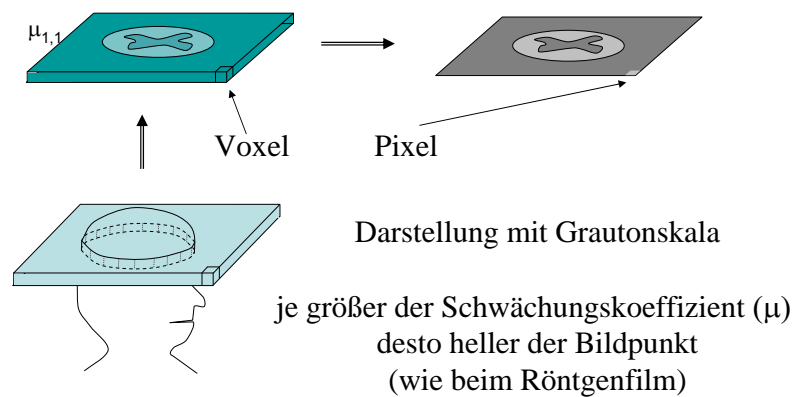 μ1,1
Voxel
Pixel
Darstellung mit Grautonskala
je größer der Schwächungskoeffizient (μ)
desto heller der Bildpunkt
(wie beim Röntgenfilm)